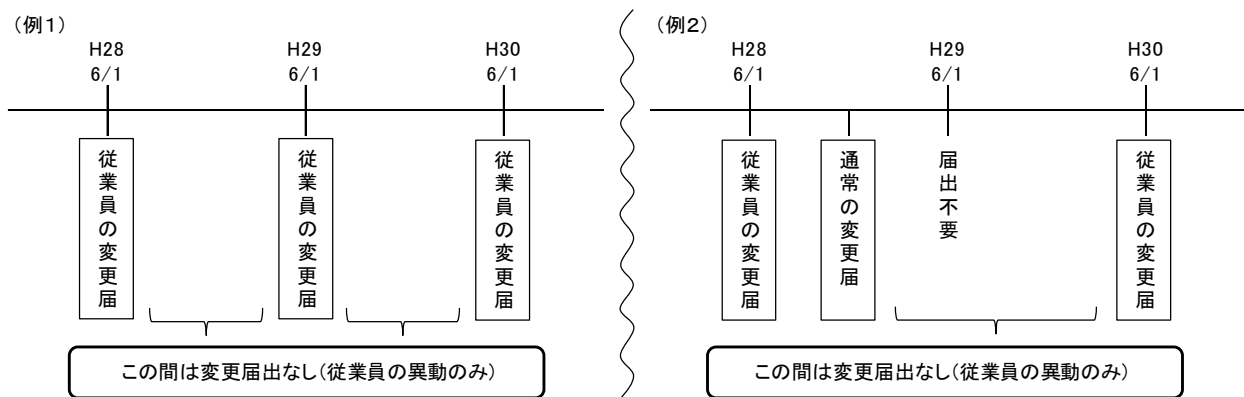 (例1)
H28
6/1
H29
6/1
H30
6/1
従業員の変更届
従業員の変更届
従業員の変更届
この間は変更届出なし(従業員の異動のみ)
(例2)
H28
6/1
H29
6/1
H30
6/1
従業員の変更届
通常の変更届
届出不要
従業員の変更届
この間は変更届出なし(従業員の異動のみ)